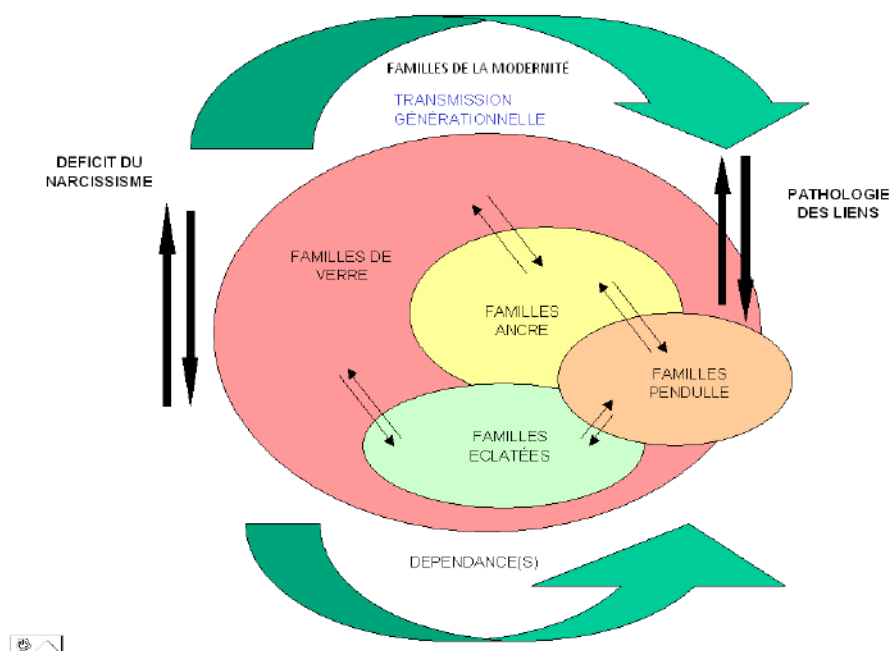 FAMILLES DE LA MODERNITÉ
TRANSMISSION
GÉNÉRATIONNELLE
DEFICIT DU
NARCISSISME
PATHOLOGIE
DES LIENS
FAMILLES DE
VERRE
FAMILLES
ANCRE
FAMILLES
PENDULLE
FAMILLES
ECLATÉES
DEPENDANCE(S)